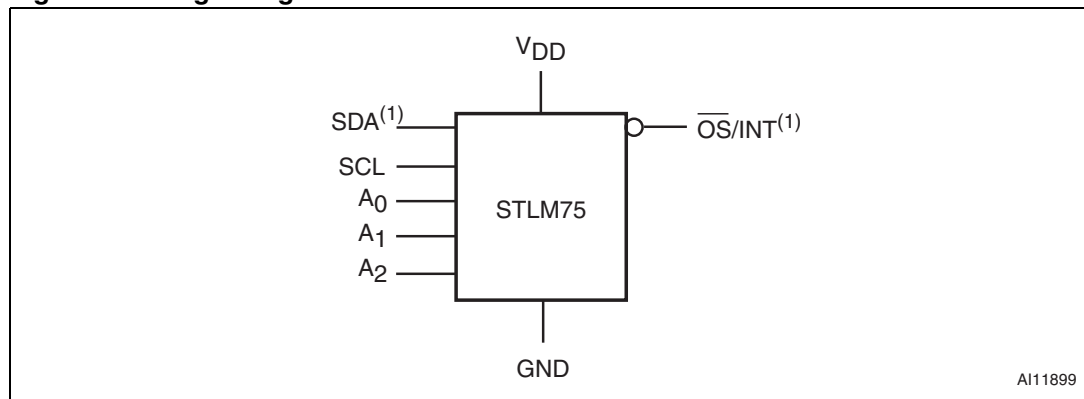 VDD
SDA(1)
SCL
A0
A1
A2
STLM75
OS/INT(1)
GND
AI11899